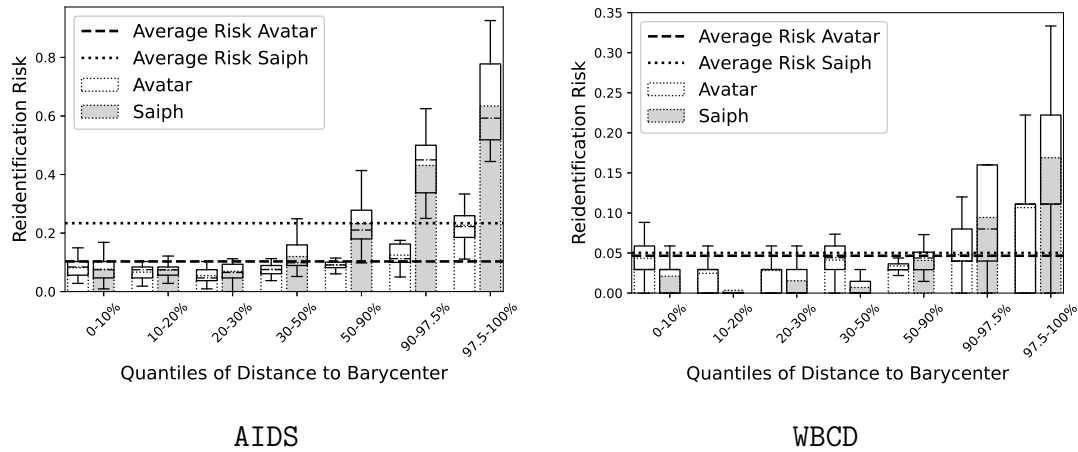 Average Risk Avatar
Average Risk Saiph
Avatar
Saiph
Reidentification Risk
0.8
0.6
0.4
0.2
0.0
0-10%
10-20%
20-30%
30-50%
50-90%
90-97.5%
97.5-100%
Quantiles of Distance to Barycenter
AIDS
Average Risk Avatar
Average Risk Saiph
Avatar
Saiph
Reidentification Risk
0.35
0.30
0.25
0.20
0.15
0.10
0.05
0.00
0-10%
10-20%
20-30%
30-50%
50-90%
90-97.5%
97.5-100%
Quantiles of Distance to Barycenter
WBCD